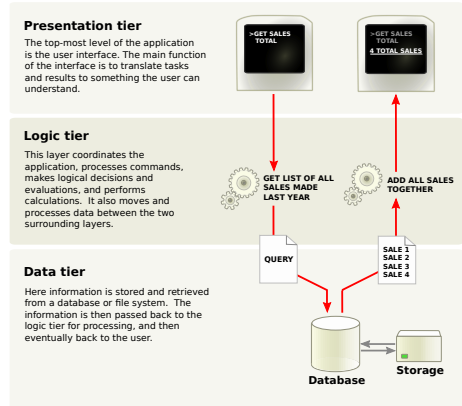 Presentation tier
The top-most level of the application
is the user interface. The main function
of the interface is to translate tasks
and results to something the user can
understand.
>GET SALES
TOTAL
>GET SALES
TOTAL
4 TOTAL SALES
Logic tier
This layer coordinates the
application, processes commands,
makes logical decisions and
evaluations, and performs
calculations. It also moves and
processes data between the two
surrounding layers.
GET LIST OF ALL
SALES MADE
LAST YEAR
ADD ALL SALES
TOGETHER
Data tier
Here information is stored and retrieved
from a database or file system. The
information is then passed back to the
logic tier for processing, and then
eventually back to the user.
QUERY
SALE 1
SALE 2
SALE 3
SALE 4
Database
Storage